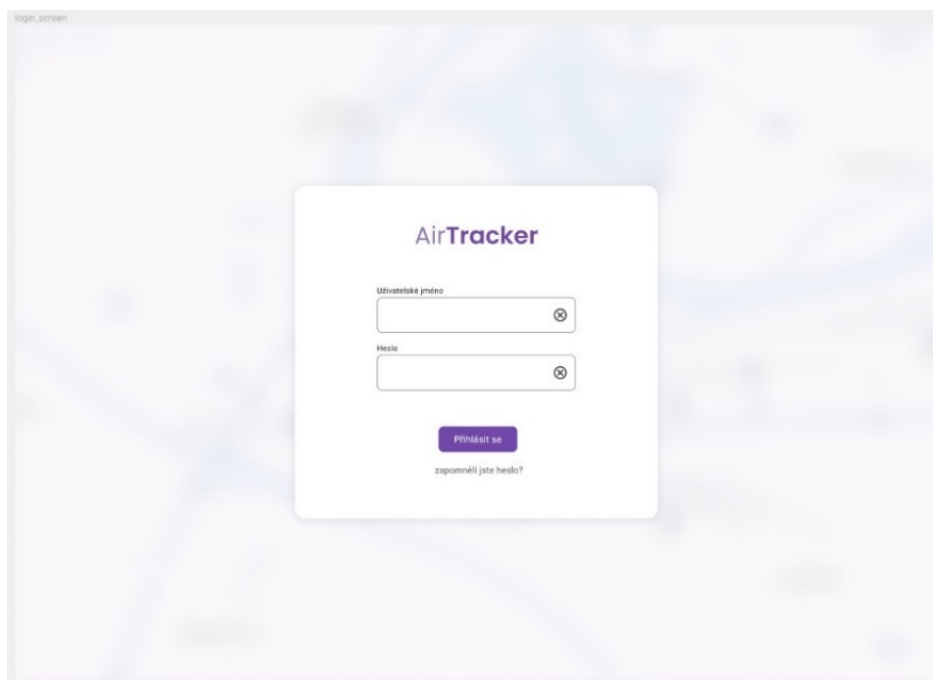 login_screen
AirTracker
Uživatelské jméno
Heslo
Přihlásit se
zapomněli jste heslo?